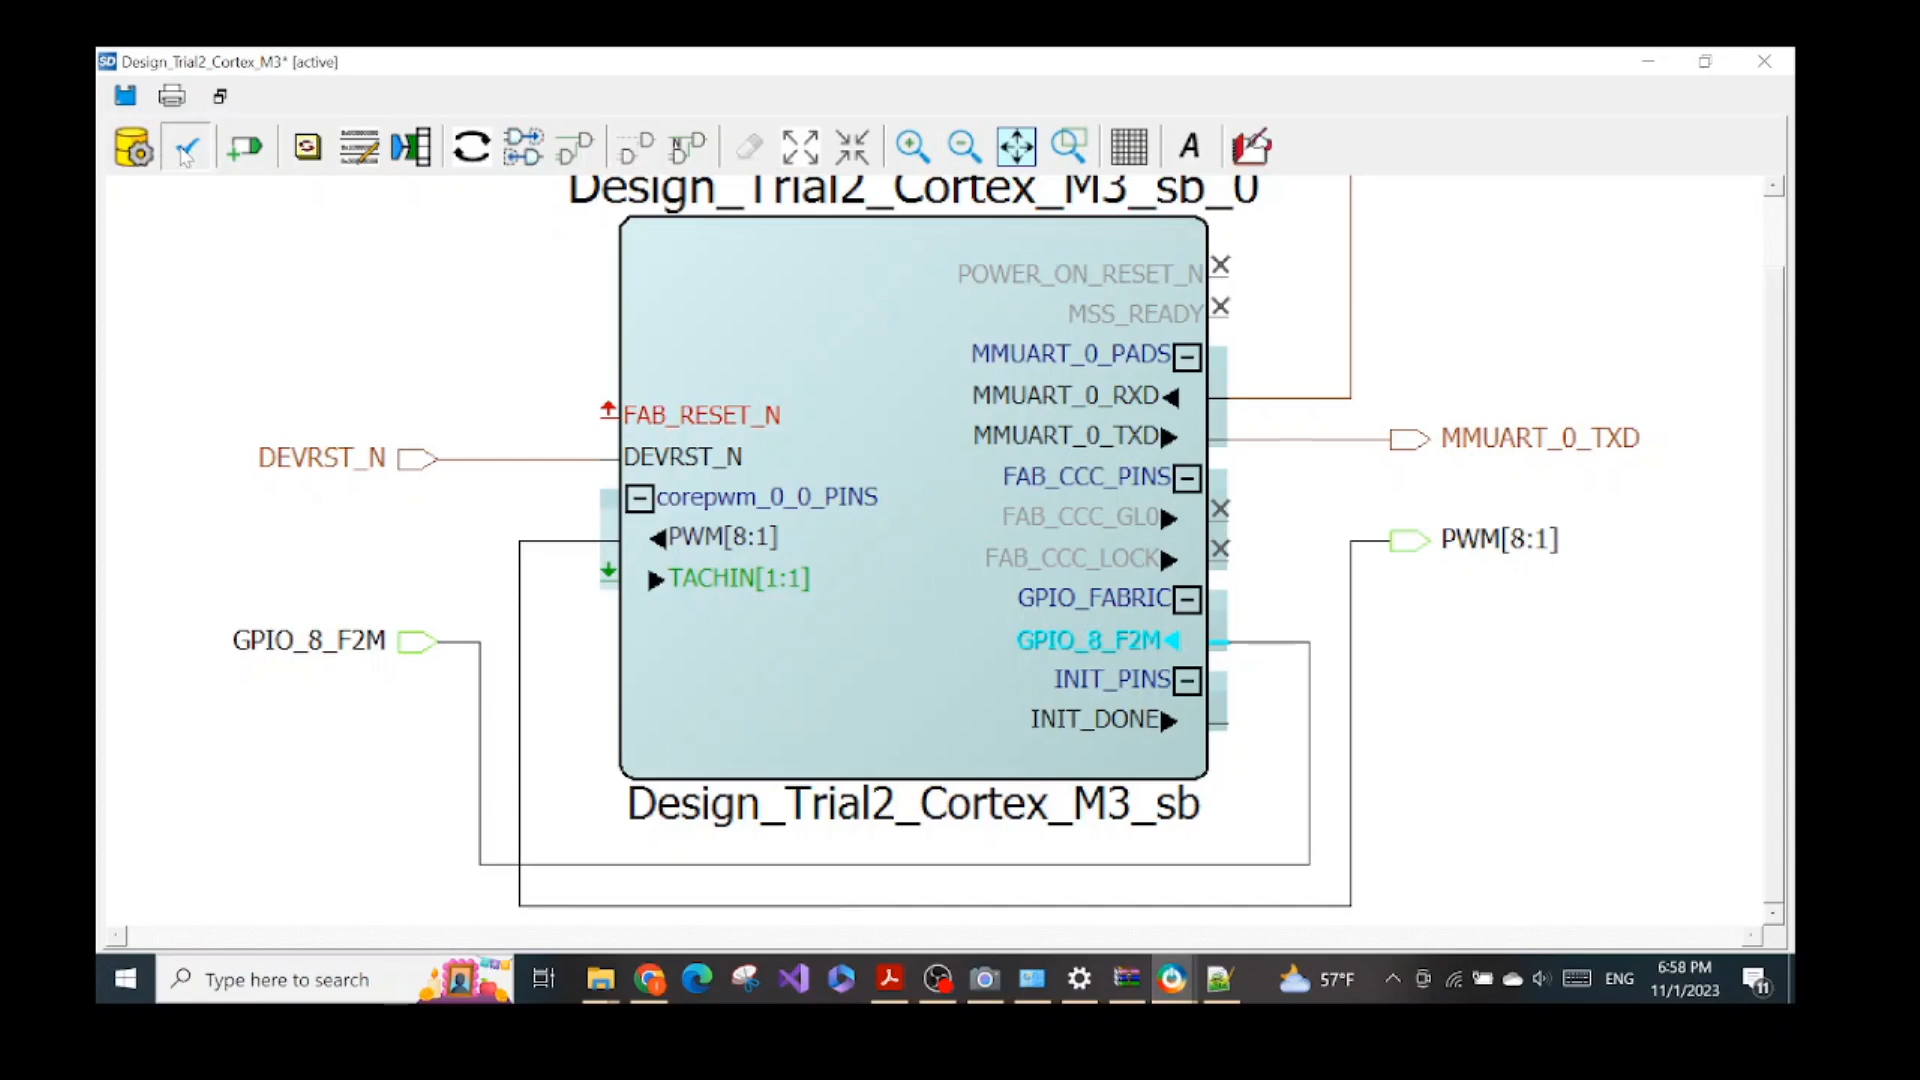 SD Design_Trial2_Cortex_M3* [active]
A
Design_Trial2_Cortex_M3_sb_0
POWER_ON_RESET_N
MSS_READY
MMUART_0_PADS
MMUART_0_RXD
FAB_RESET_N
MMUART_0_TXD
MMUART_0_TXD
DEVRST_N
DEVRST_N
FAB_CCC_PINS
corepwm_0_0_PINS
FAB_CCC_GL0
PWM[8:1]
PWM[8:1]
FAB_CCC_LOCK
TACHIN[1:1]
GPIO_FABRIC
GPIO_8_F2M
GPIO_8_F2M
INIT_PINS
INIT_DONE
Design_Trial2_Cortex_M3_sb
Type here to search
57°F
ENG
6:58 PM
11/1/2023
11